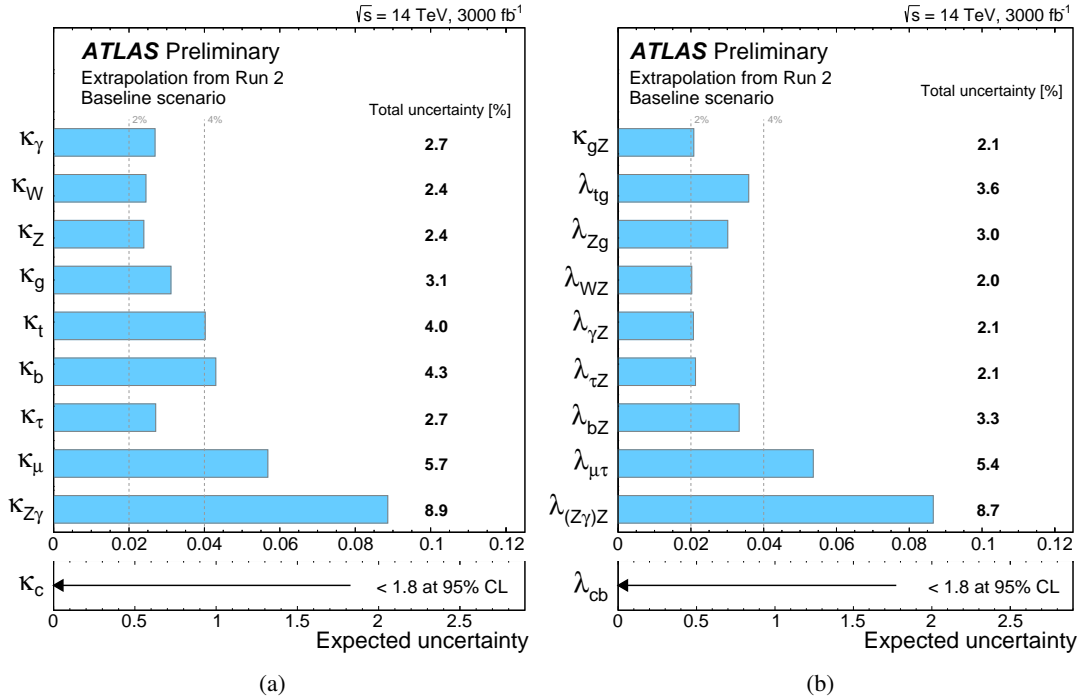 √s = 14 TeV, 3000 fb⁻¹
ATLAS Preliminary
Extrapolation from Run 2
Baseline scenario
Total uncertainty [%]
2% 4%
κγ 2.7
κW 2.4
κZ 2.4
κg 3.1
κt 4.0
κb 4.3
κτ 2.7
κμ 5.7
κZγ 8.9
0 0.02 0.04 0.06 0.08 0.1 0.12
κc < 1.8 at 95% CL
0 0.5 1 1.5 2 2.5
Expected uncertainty
(a)
√s = 14 TeV, 3000 fb⁻¹
ATLAS Preliminary
Extrapolation from Run 2
Baseline scenario
Total uncertainty [%]
2% 4%
κgZ 2.1
λtg 3.6
λZg 3.0
λWZ 2.0
λγZ 2.1
λτZ 2.1
λbZ 3.3
λμτ 5.4
λ(Zγ)Z 8.7
0 0.02 0.04 0.06 0.08 0.1 0.12
λcb < 1.8 at 95% CL
0 0.5 1 1.5 2 2.5
Expected uncertainty
(b)